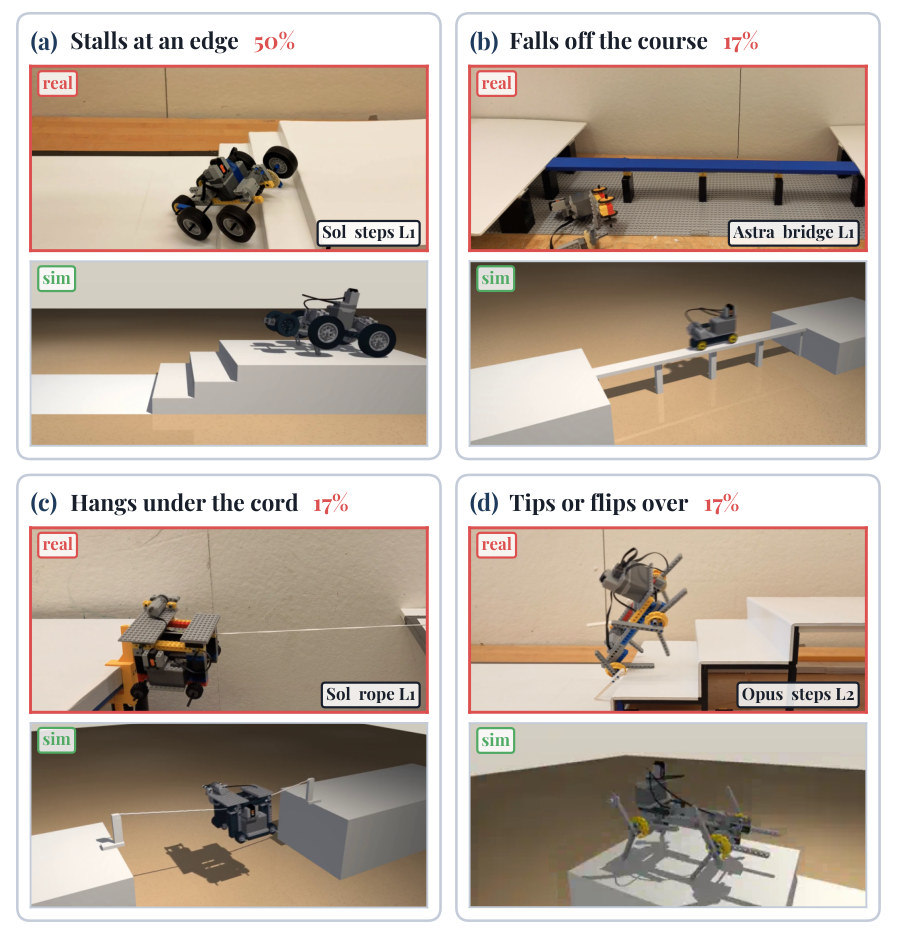 (a) Stalls at an edge 50%
real
Sol steps L1
sim
(b) Falls off the course 17%
real
Astra bridge L1
sim
(c) Hangs under the cord 17%
real
Sol rope L1
sim
(d) Tips or flips over 17%
real
Opus steps L2
sim